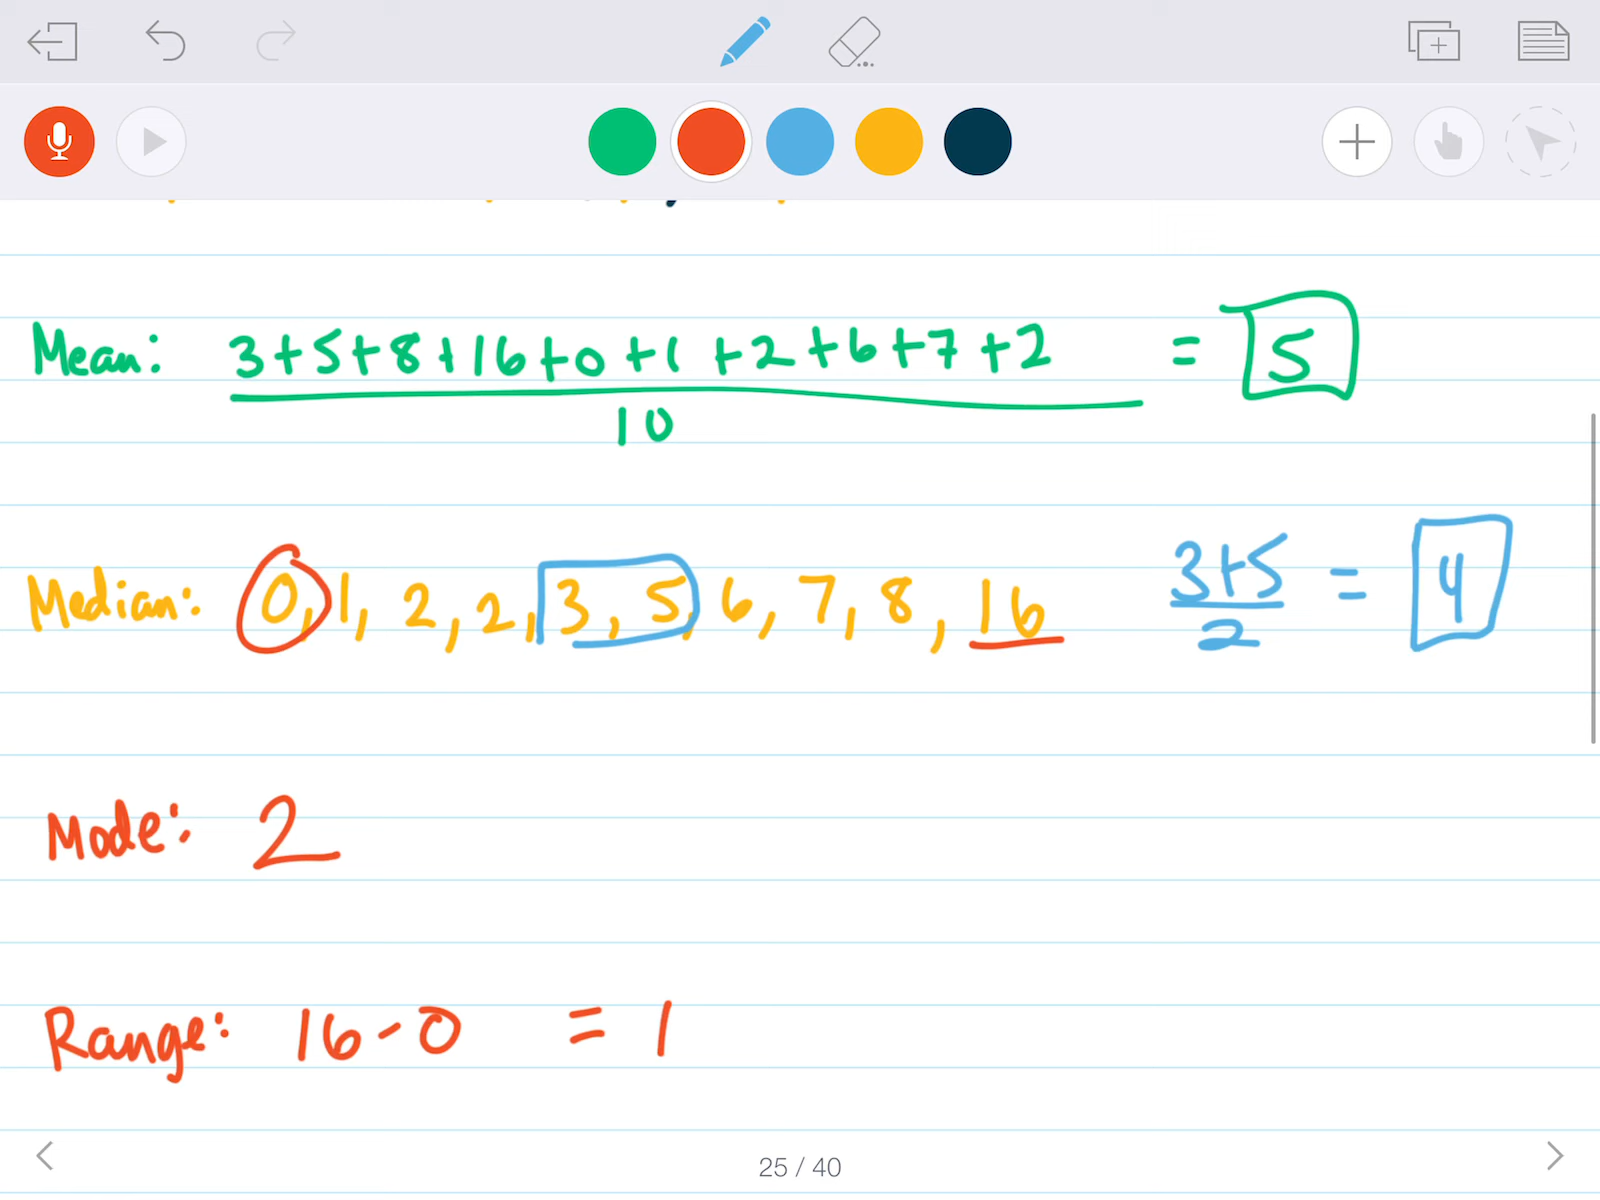 Mean: 3+5+8+16+0+1+2+6+7+2 = 5
10
Median: 0, 1, 2, 2, 3, 5, 6, 7, 8, 16 3+5 = 4
2
Mode: 2
Range: 16-0 = 1
25 / 40